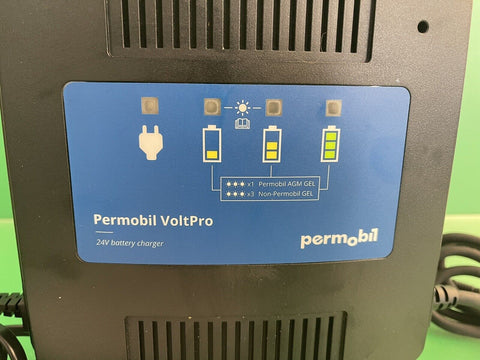 x1 Permobil AGM GEL
x3 Non-Permobil GEL
Permobil VoltPro
24V battery charger
permobil